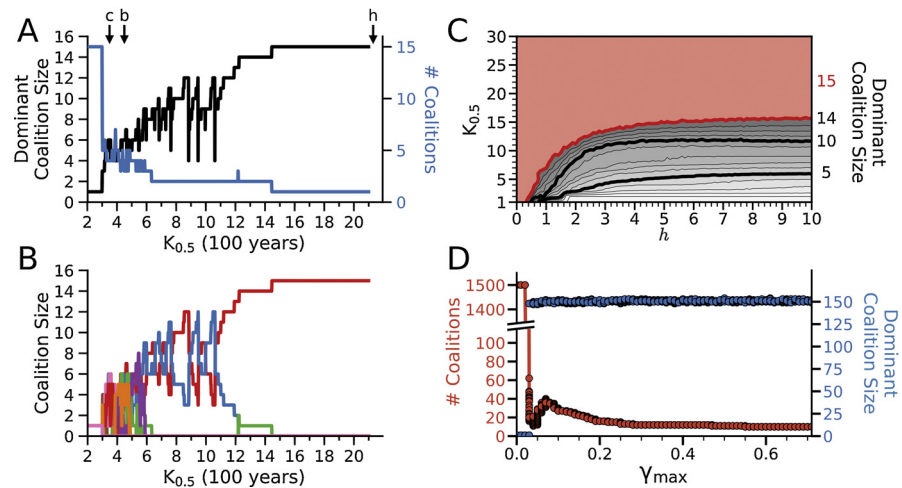 A
c b h
16
14
12
10
8
6
4
2
0
Dominant
Coalition Size
15
10
5
0
# Coalitions
2 4 6 8 10 12 14 16 18 20
K0.5 (100 years)
B
16
14
12
10
8
6
4
2
0
Coalition Size
2 4 6 8 10 12 14 16 18 20
K0.5 (100 years)
C
30
25
20
15
10
5
1
K0.5
0 1 2 3 4 5 6 7 8 9 10
h
15
14
10
5
Dominant
Coalition Size
D
1500
1400
100
80
60
40
20
0
# Coalitions
150
125
100
75
50
25
0
Dominant
Coalition Size
0.0 0.2 0.4 0.6
γmax